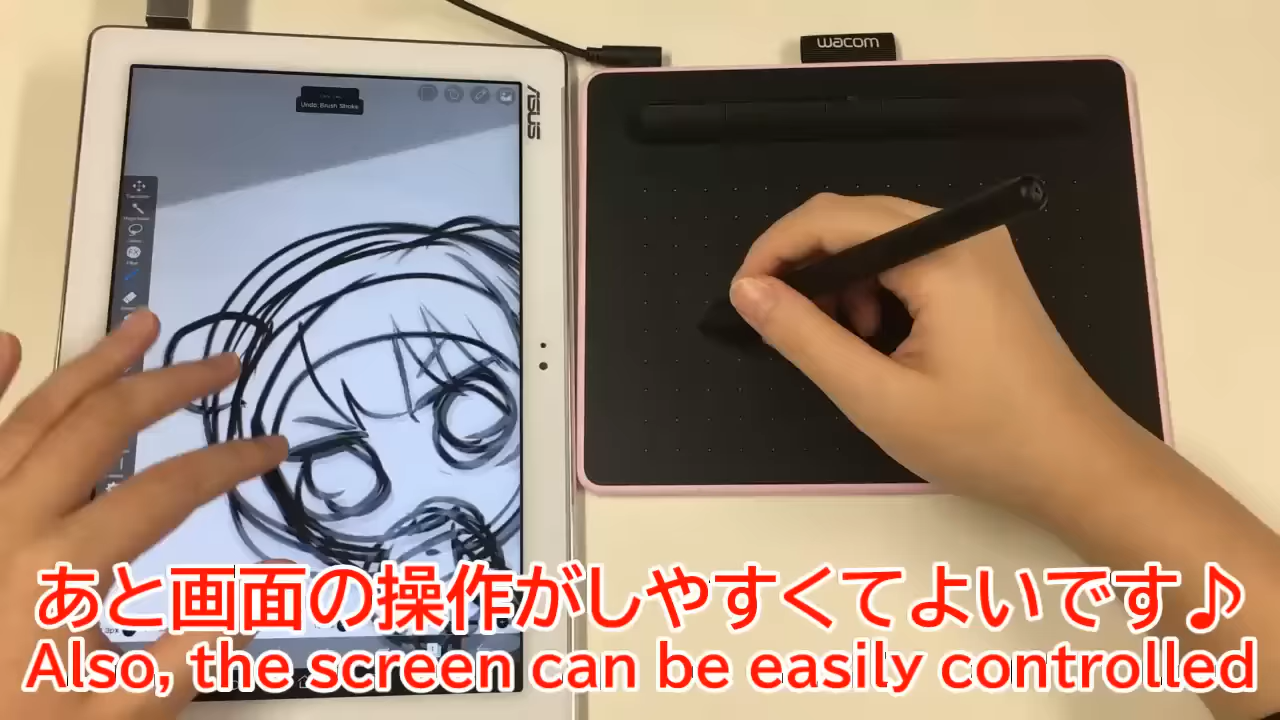 wacom
ASUS
Undo: Brush Stroke
あと画面の操作がしやすくてよいです♪
Also, the screen can be easily controlled